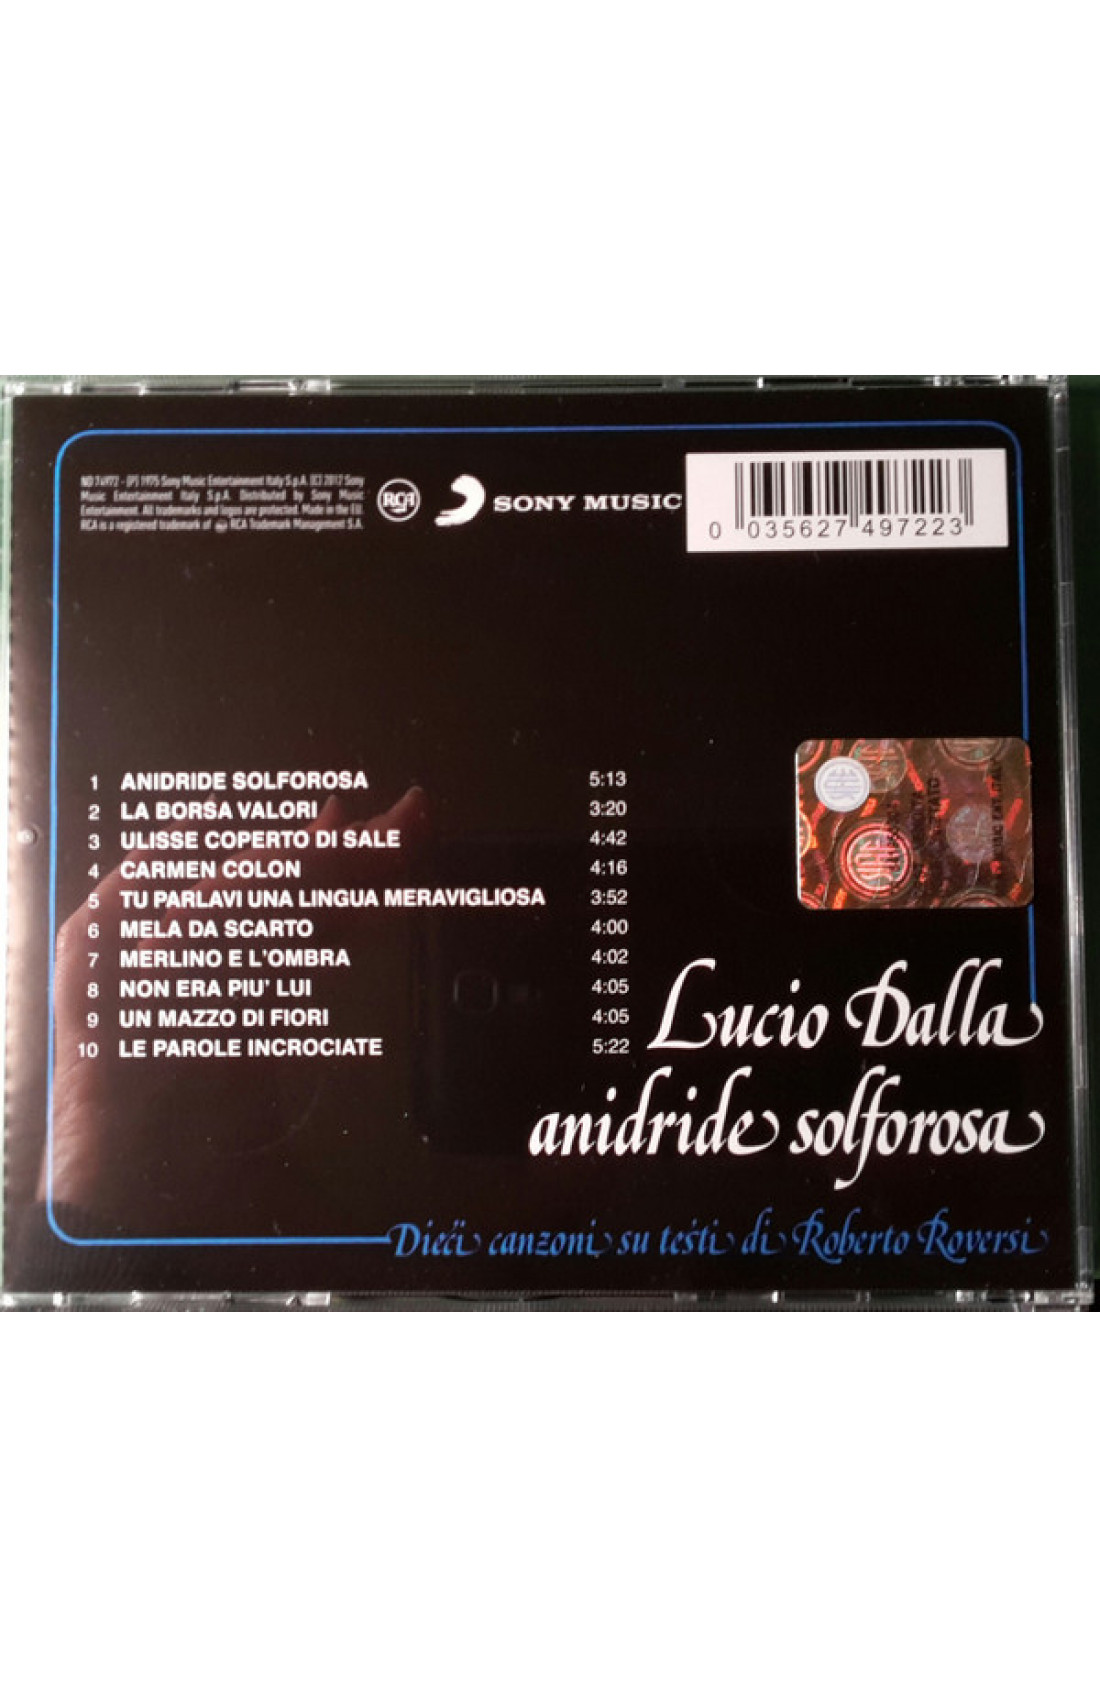 ND 74972 - (P) 1975 Sony Music Entertainment Italy S.p.A. (C) 2017 Sony
Music Entertainment Italy S.p.A. Distributed by Sony Music
Entertainment. All trademarks and logos are protected. Made in the EU.
RCA is a registered trademark of RCA Trademark Management S.A.
RCA
SONY MUSIC
0 035627 497223
1 ANIDRIDE SOLFOROSA 5:13
2 LA BORSA VALORI 3:20
3 ULISSE COPERTO DI SALE 4:42
4 CARMEN COLON 4:16
5 TU PARLAVI UNA LINGUA MERAVIGLIOSA 3:52
6 MELA DA SCARTO 4:00
7 MERLINO E L'OMBRA 4:02
8 NON ERA PIU' LUI 4:05
9 UN MAZZO DI FIORI 4:05
10 LE PAROLE INCROCIATE 5:22
Lucio Dalla
anidride solforosa
Dieci canzoni su testi di Roberto Roversi